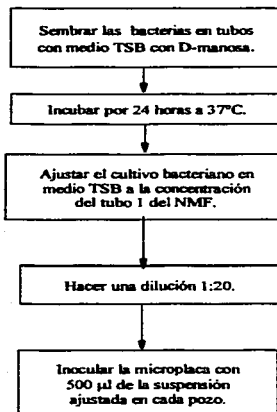 Sembrar las bacterias en tubos
con medio TSB con D-manosa.
Incubar por 24 horas a 37ºC.
Ajustar el cultivo bacteriano en
medio TSB a la concentración
del tubo 1 del NMF.
Hacer una dilución 1:20.
Inocular la microplaca con
500 µl de la suspensión
ajustada en cada pozo.